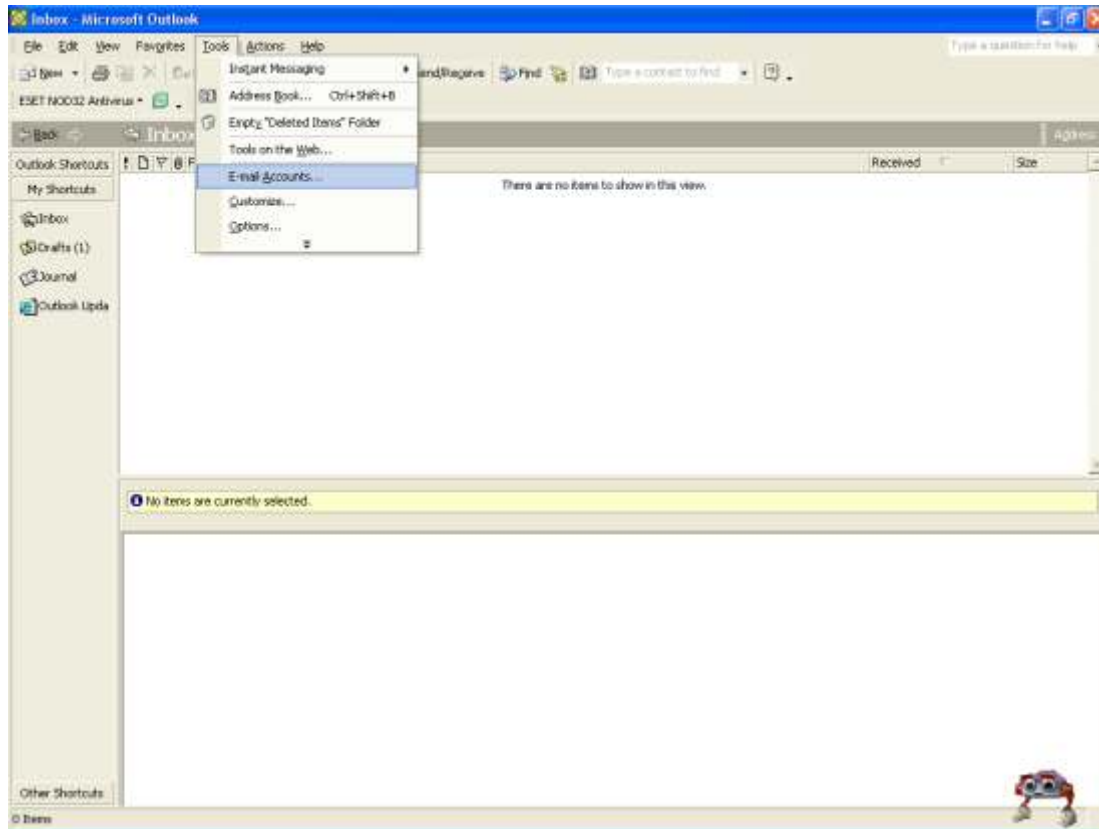 Inbox - Microsoft Outlook
File Edit View Favorites Tools Actions Help Type a question for help
New Find Type a contact to find
ESET NOD32 Antivirus
Back Inbox Address
Instant Messaging
Address Book... Ctrl+Shift+B
Empty "Deleted Items" Folder
Tools on the Web...
E-mail Accounts...
Customize...
Options...
Outlook Shortcuts Received Size
My Shortcuts There are no items to show in this view.
Inbox
Drafts (1)
Journal
Outlook Upda
No items are currently selected.
Other Shortcuts
0 Items